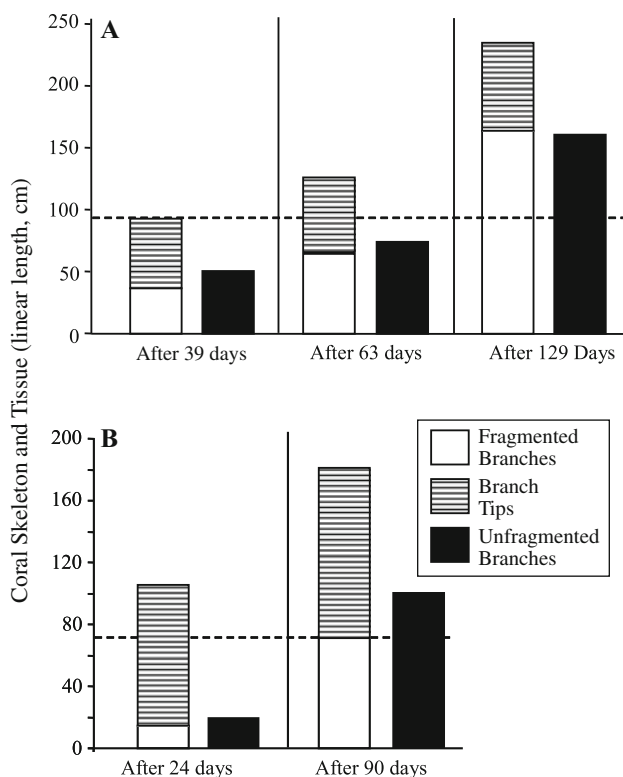 A
250
200
150
100
50
0
After 39 days
After 63 days
After 129 Days
Coral Skeleton and Tissue (linear length, cm)
B
200
160
120
80
40
0
After 24 days
After 90 days
Fragmented
Branches
Branch
Tips
Unfragmented
Branches